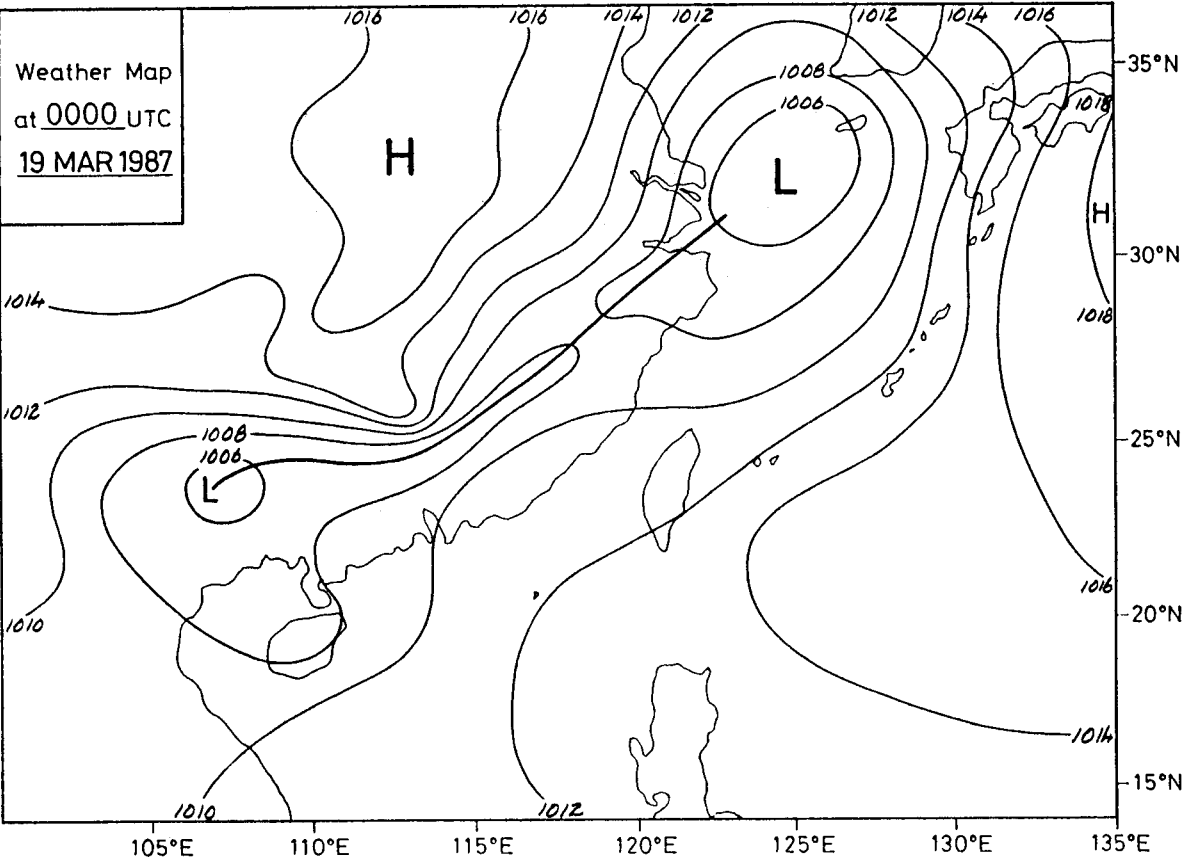 1016 1016 1014 1012 1012 1014 1016
Weather Map
at 0000 UTC
19 MAR 1987
35°N
1008
1006
1018
H
L
H
30°N
1014
1018
1012
25°N
1008
1006
L
1016
1010
20°N
1014
15°N
1010
1012
105°E 110°E 115°E 120°E 125°E 130°E 135°E